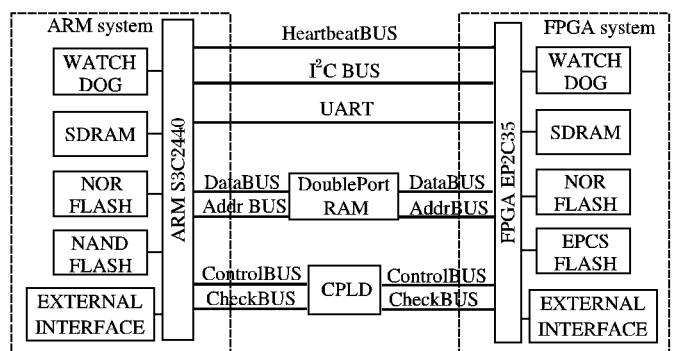 ARM system
FPGA system
HeartbeatBUS
I²C BUS
UART
WATCH
DOG
SDRAM
NOR
FLASH
NAND
FLASH
EXTERNAL
INTERFACE
ARM S3C2440
DataBUS
Addr BUS
DoublePort
RAM
DataBUS
AddrBUS
ControlBUS
CheckBUS
CPLD
ControlBUS
CheckBUS
FPGA EP2C35
WATCH
DOG
SDRAM
NOR
FLASH
EPCS
FLASH
EXTERNAL
INTERFACE